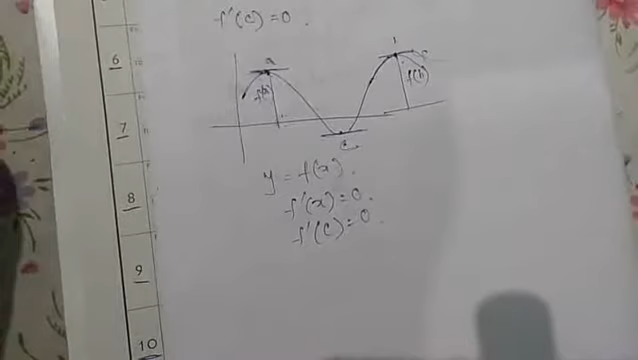 f'(c) = 0.
6
a
f(a)
f(b)
7
c
y = f(x).
f'(x) = 0.
8
f'(c) = 0.
9
10